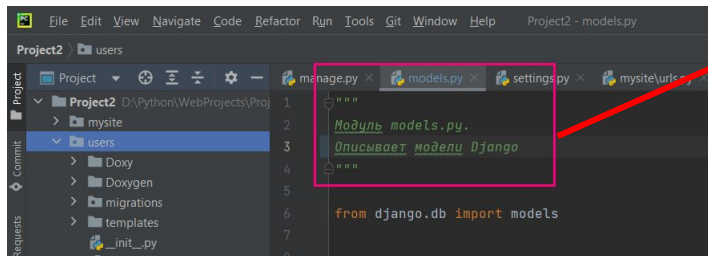 PC File Edit View Navigate Code Refactor Run Tools Git Window Help Project2 - models.py
Project2 users
Project
Project
manage.py
models.py
settings.py
mysite\urls.py
Project2 D:\Python\WebProjects\Proj
mysite
users
Doxy
Doxygen
migrations
templates
__init__.py
Commit
Requests
1 """
2 Модуль models.py.
3 Описывает модели Django
4 """
5
6 from django.db import models
7